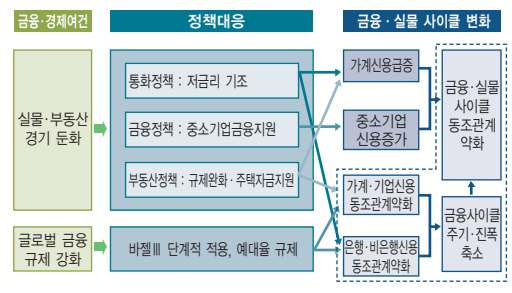 금융·경제여건
정책대응
금융·실물 사이클 변화
실물·부동산
경기 둔화
통화정책 : 저금리 기조
금융정책 : 중소기업금융지원
부동산정책 : 규제완화·주택자금지원
가계신용급증
중소기업
신용증가
금융·실물
사이클
동조관계
약화
가계·기업신용
동조관계약화
글로벌 금융
규제 강화
바젤Ⅲ 단계적 적용, 예대율 규제
은행·비은행신용
동조관계약화
금융사이클
주기·진폭
축소